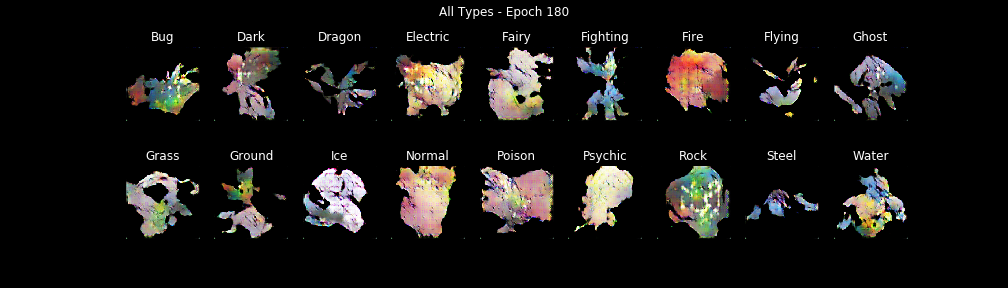 All Types - Epoch 180
Bug Dark Dragon Electric Fairy Fighting Fire Flying Ghost
Grass Ground Ice Normal Poison Psychic Rock Steel Water